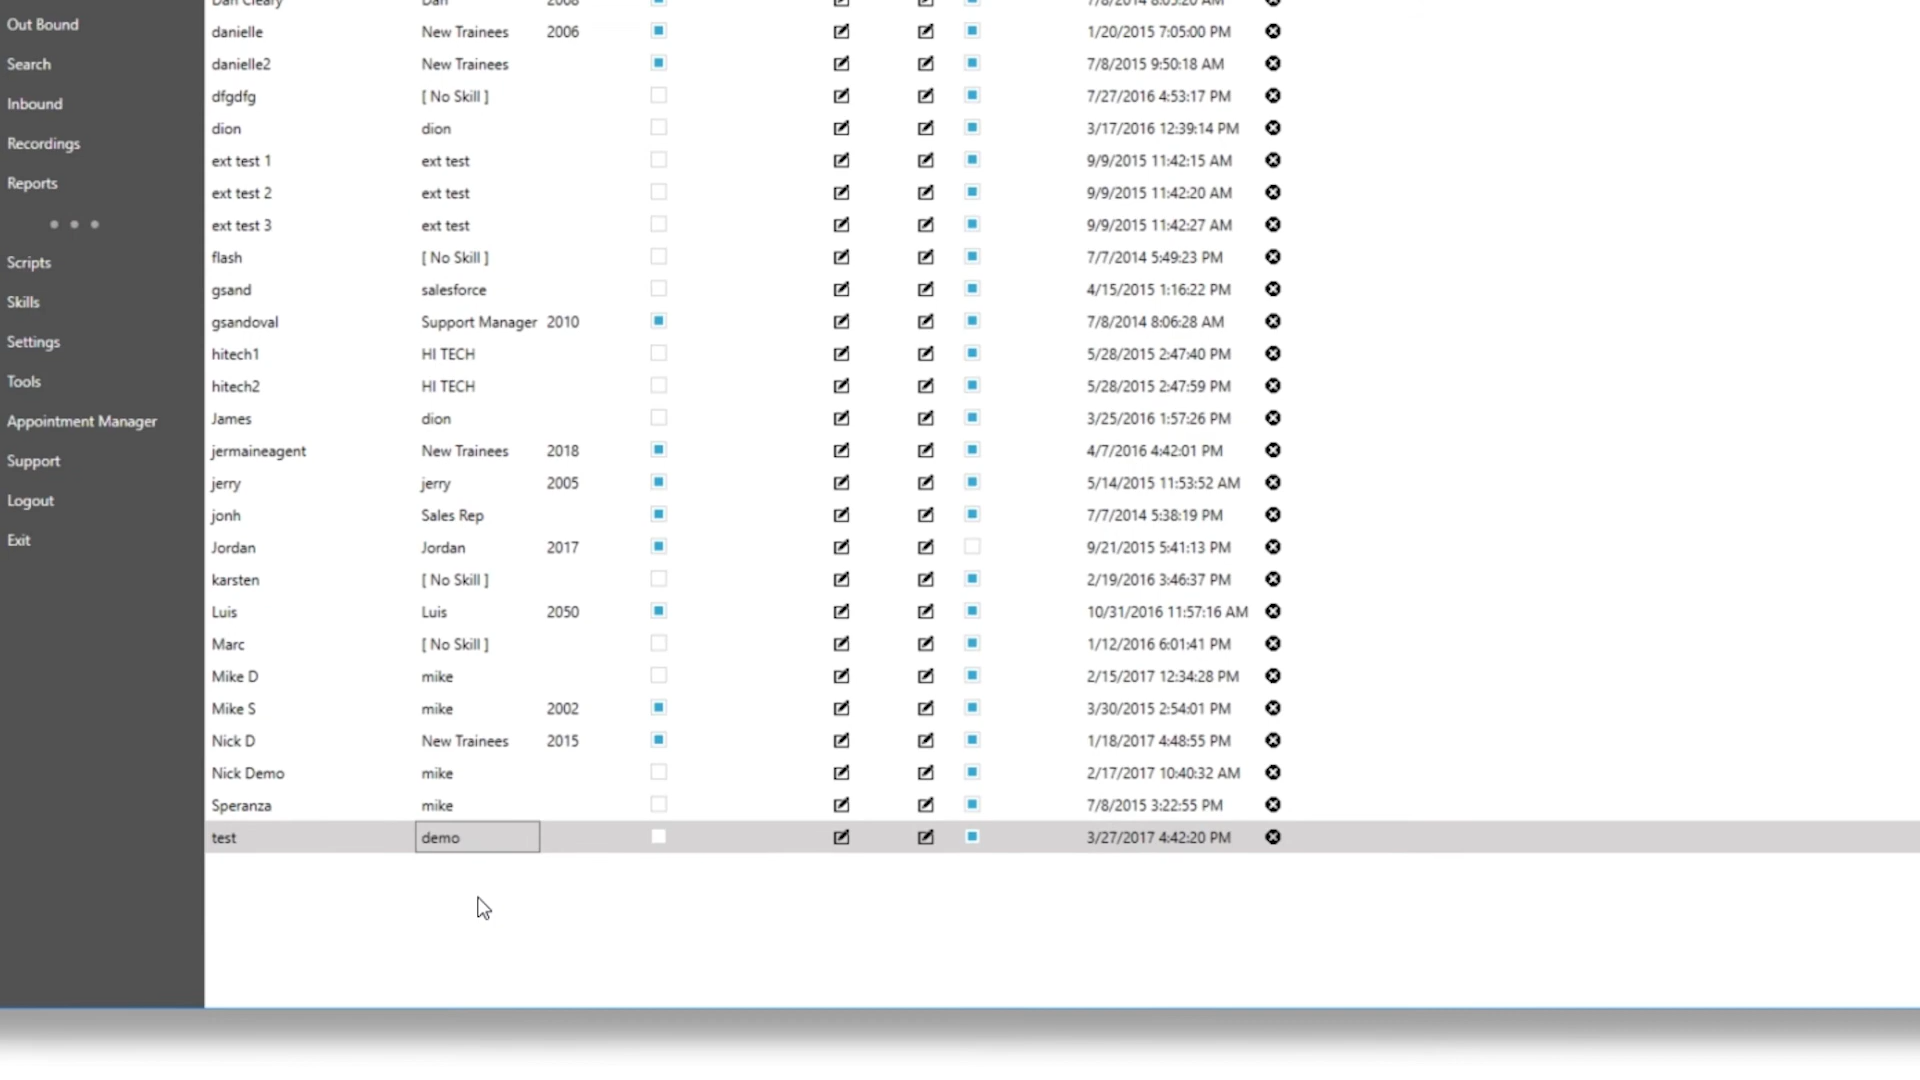 Out Bound
Search
Inbound
Recordings
Reports
Scripts
Skills
Settings
Tools
Appointment Manager
Support
Logout
Exit
Dan Cleary Dan 2008 7/8/2014 8:05:20 AM
danielle New Trainees 2006 1/20/2015 7:05:00 PM
danielle2 New Trainees 7/8/2015 9:50:18 AM
dfgdfg [ No Skill ] 7/27/2016 4:53:17 PM
dion dion 3/17/2016 12:39:14 PM
ext test 1 ext test 9/9/2015 11:42:15 AM
ext test 2 ext test 9/9/2015 11:42:20 AM
ext test 3 ext test 9/9/2015 11:42:27 AM
flash [ No Skill ] 7/7/2014 5:49:23 PM
gsand salesforce 4/15/2015 1:16:22 PM
gsandoval Support Manager 2010 7/8/2014 8:06:28 AM
hitech1 HI TECH 5/28/2015 2:47:40 PM
hitech2 HI TECH 5/28/2015 2:47:59 PM
James dion 3/25/2016 1:57:26 PM
jermaineagent New Trainees 2018 4/7/2016 4:42:01 PM
jerry jerry 2005 5/14/2015 11:53:52 AM
jonh Sales Rep 7/7/2014 5:38:19 PM
Jordan Jordan 2017 9/21/2015 5:41:13 PM
karsten [ No Skill ] 2/19/2016 3:46:37 PM
Luis Luis 2050 10/31/2016 11:57:16 AM
Marc [ No Skill ] 1/12/2016 6:01:41 PM
Mike D mike 2/15/2017 12:34:28 PM
Mike S mike 2002 3/30/2015 2:54:01 PM
Nick D New Trainees 2015 1/18/2017 4:48:55 PM
Nick Demo mike 2/17/2017 10:40:32 AM
Speranza mike 7/8/2015 3:22:55 PM
test demo 3/27/2017 4:42:20 PM